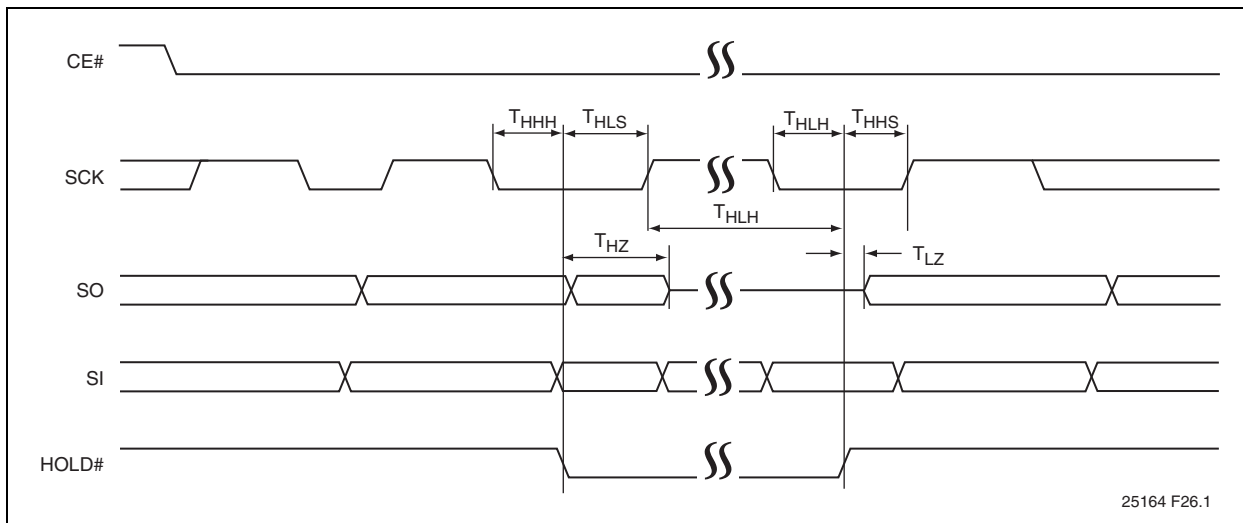 CE#
T_HHH T_HLS T_HLH T_HHS
SCK
T_HLH
T_HZ T_LZ
SO
SI
HOLD#
25164 F26.1